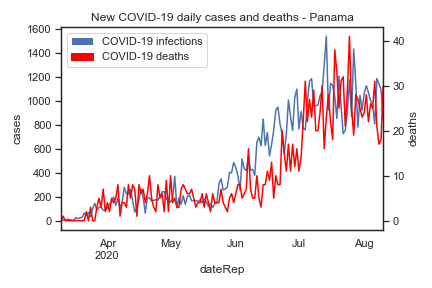 New COVID-19 daily cases and deaths - Panama
COVID-19 infections
COVID-19 deaths
1600
1400
1200
1000
800
600
400
200
0
cases
40
30
20
10
0
deaths
Apr
2020
May
Jun
Jul
Aug
dateRep